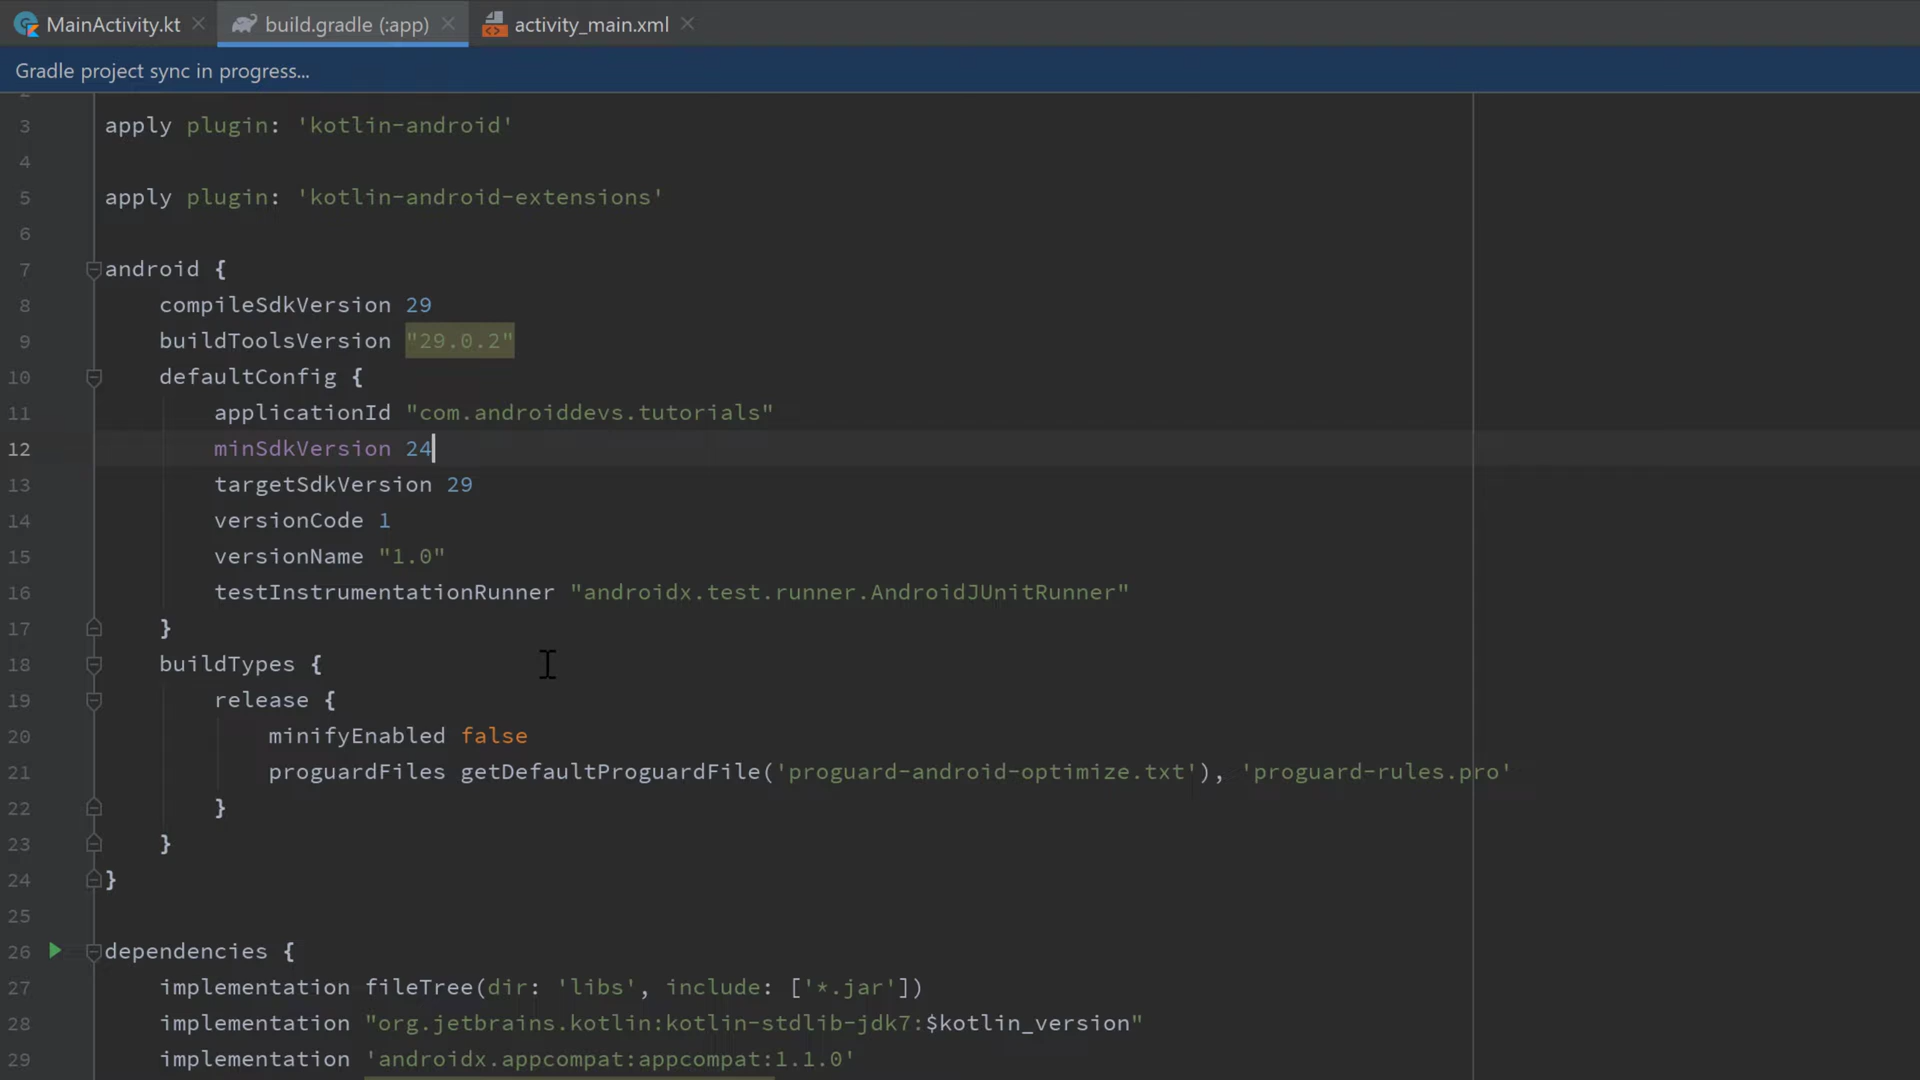 MainActivity.kt
build.gradle (:app)
activity_main.xml
Gradle project sync in progress...
3 apply plugin: 'kotlin-android'
4
5 apply plugin: 'kotlin-android-extensions'
6
7 android {
8 compileSdkVersion 29
9 buildToolsVersion "29.0.2"
10 defaultConfig {
11 applicationId "com.androiddevs.tutorials"
12 minSdkVersion 24
13 targetSdkVersion 29
14 versionCode 1
15 versionName "1.0"
16 testInstrumentationRunner "androidx.test.runner.AndroidJUnitRunner"
17 }
18 buildTypes {
19 release {
20 minifyEnabled false
21 proguardFiles getDefaultProguardFile('proguard-android-optimize.txt'), 'proguard-rules.pro'
22 }
23 }
24 }
25
26 dependencies {
27 implementation fileTree(dir: 'libs', include: ['*.jar'])
28 implementation "org.jetbrains.kotlin:kotlin-stdlib-jdk7:$kotlin_version"
29 implementation 'androidx.appcompat:appcompat:1.1.0'